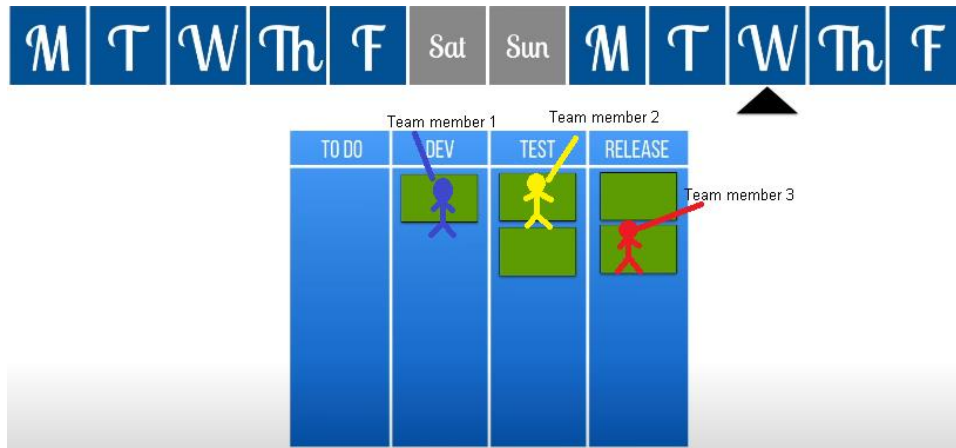 M T W Th F Sat Sun M T W Th F
Team member 1 Team member 2
TO DO DEV TEST RELEASE
Team member 3